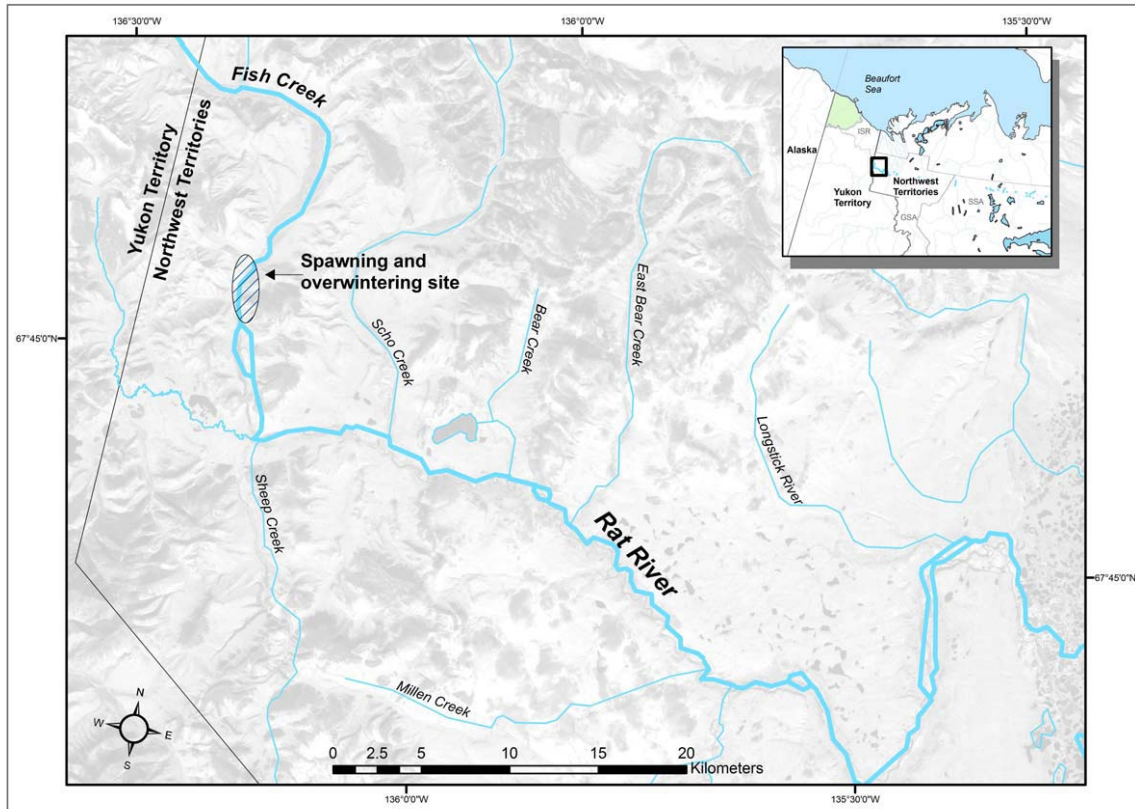 136°30'0"W
136°0'0"W
135°30'0"W
Fish Creek
Beaufort
Sea
ISR
Alaska
Northwest
Territories
Yukon
Territory
GSA
SSA
Yukon Territory
Northwest Territories
Spawning and
overwintering site
67°45'0"N
Scho Creek
Bear Creek
East Bear Creek
Longstick River
Sheep Creek
Rat River
67°45'0"N
Millen Creek
N
W
E
S
0 2.5 5 10 15 20
Kilometers
136°0'0"W
135°30'0"W